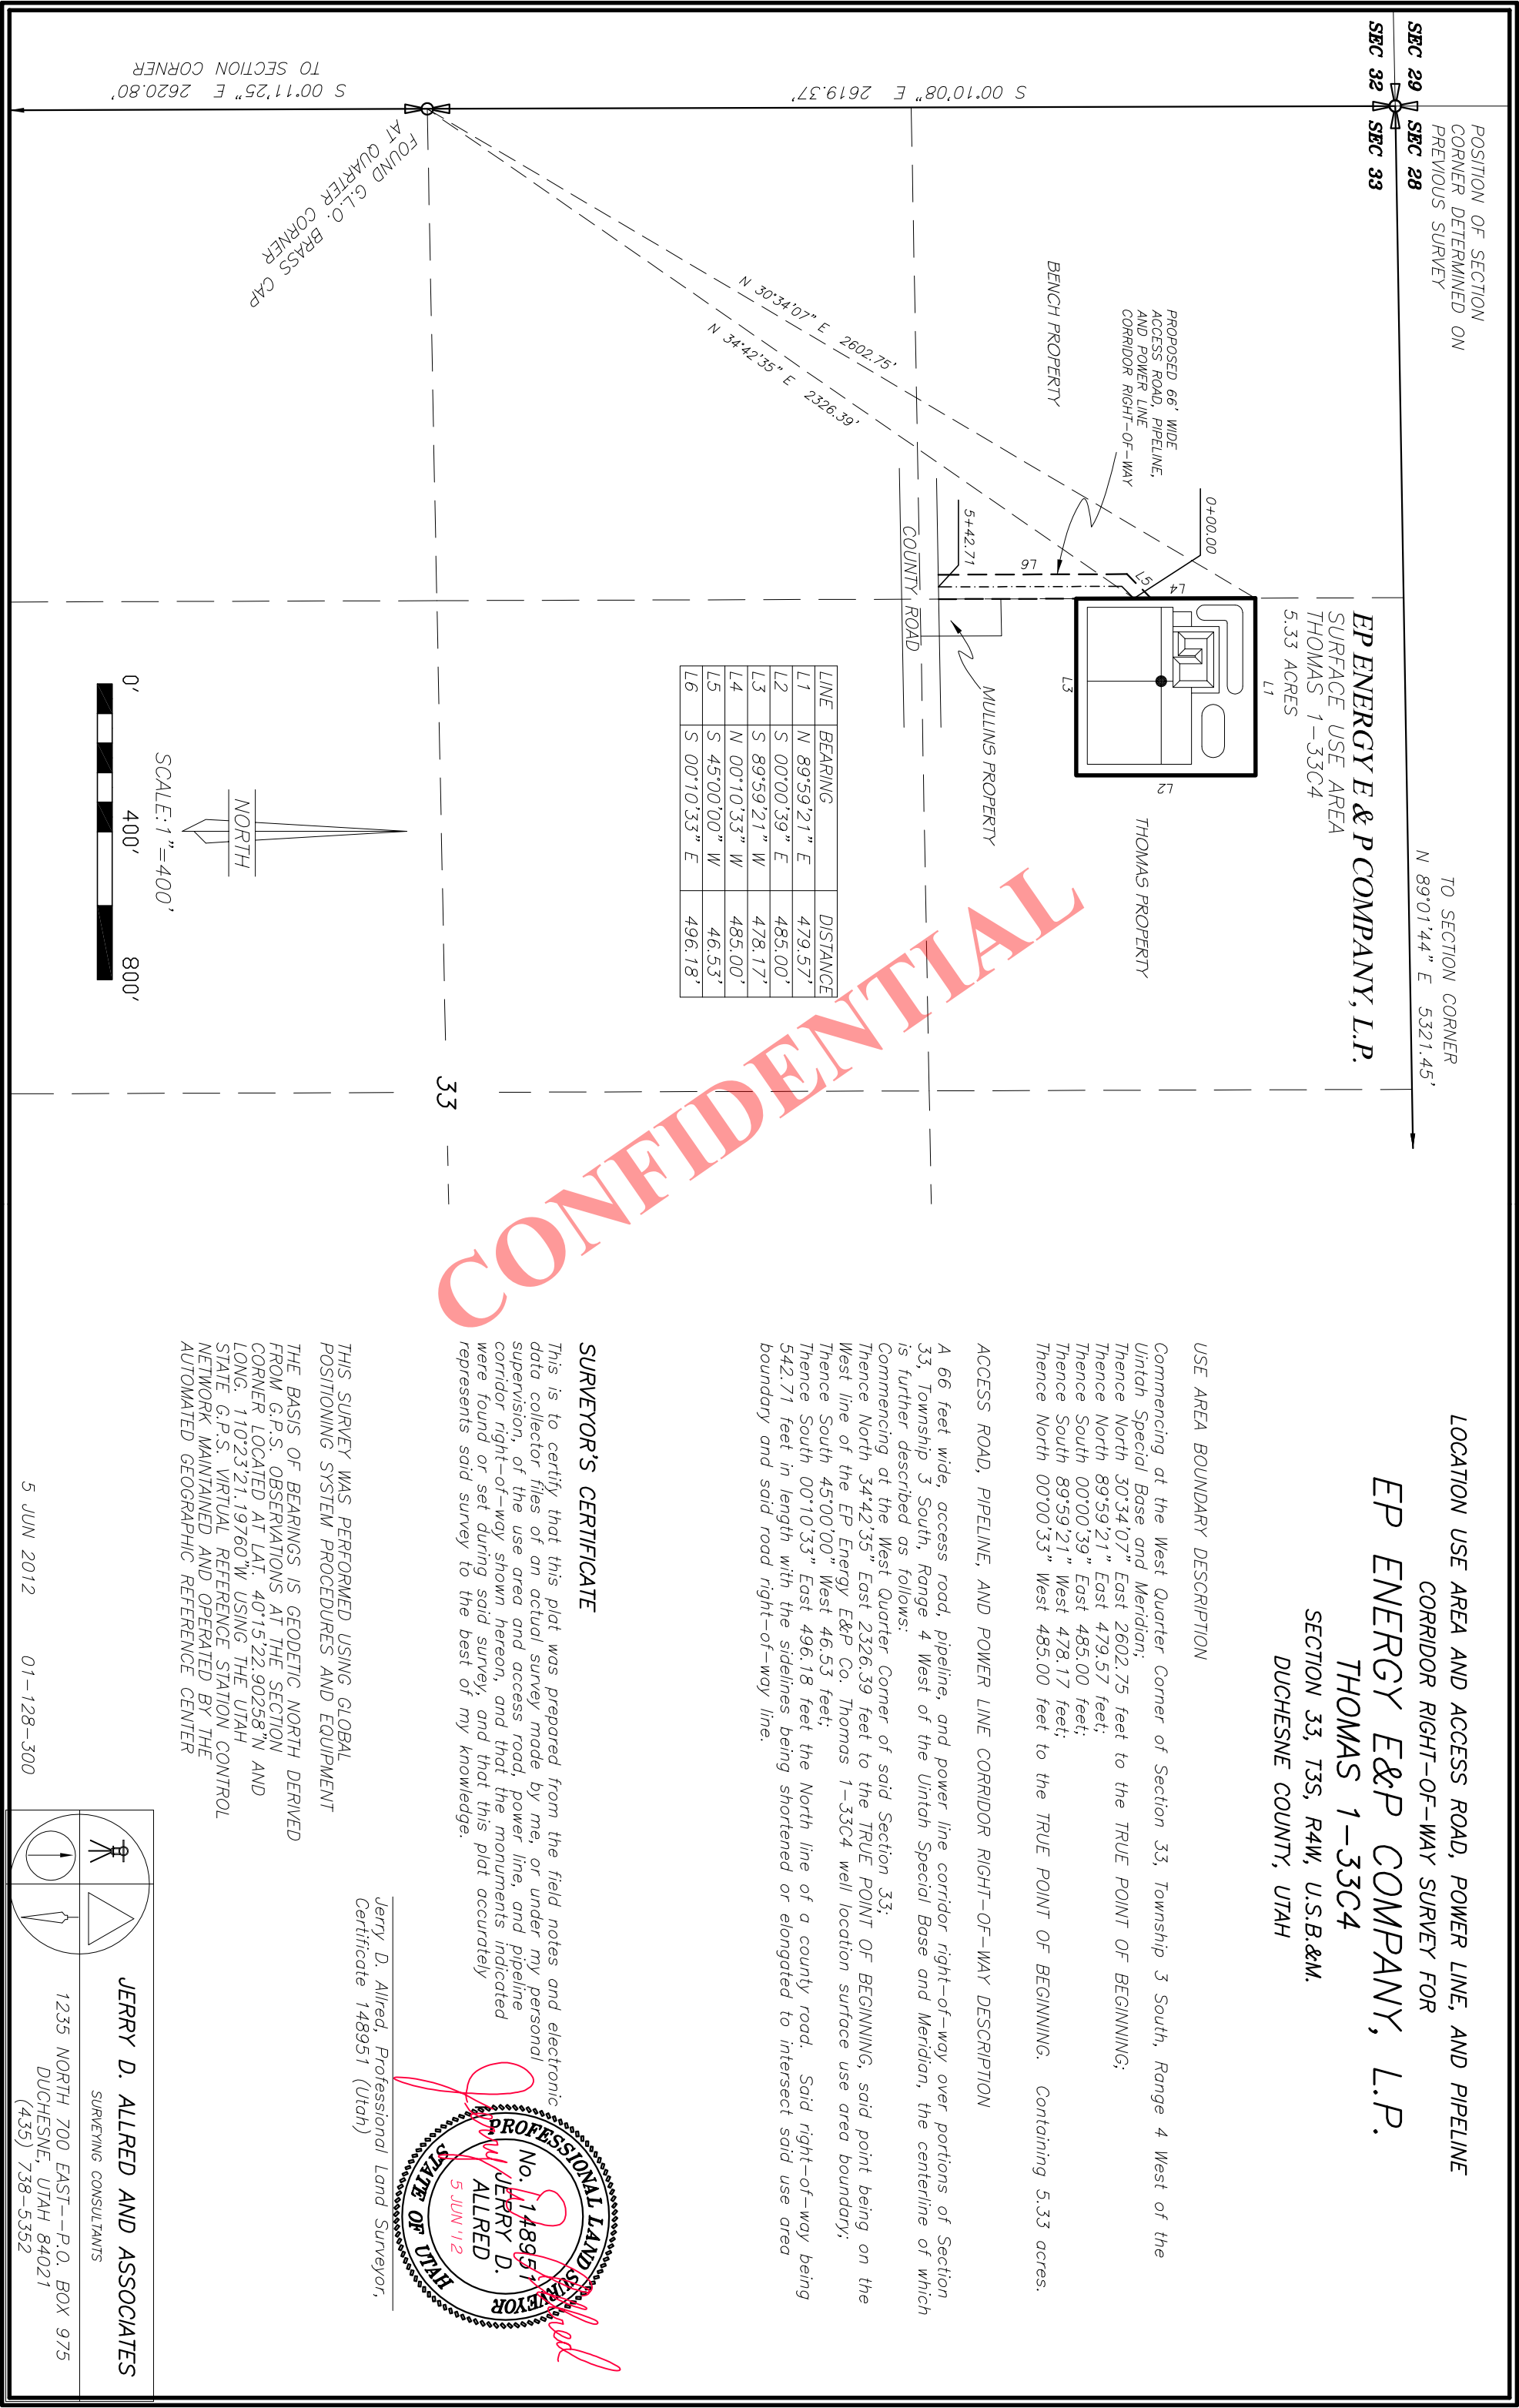 POSITION OF SECTION
CORNER DETERMINED ON
PREVIOUS SURVEY
SEC 29 SEC 28
SEC 32 SEC 33
TO SECTION CORNER
N 89°01'44" E 5321.45'
EP ENERGY E & P COMPANY, L.P.
SURFACE USE AREA
THOMAS 1-33C4
5.33 ACRES
L1
0+00.00
L4
L5
L2
L3
L6
PROPOSED 66' WIDE
ACCESS ROAD, PIPELINE,
AND POWER LINE
CORRIDOR RIGHT-OF-WAY
THOMAS PROPERTY
BENCH PROPERTY
MULLINS PROPERTY
5+42.71
COUNTY ROAD
S 00°10'08" E 2619.37'
N 30°34'07" E 2602.75'
N 34°42'35" E 2326.39'
LINE BEARING DISTANCE
L1 N 89°59'21" E 479.57'
L2 S 00°00'39" E 485.00'
L3 S 89°59'21" W 478.17'
L4 N 00°10'33" W 485.00'
L5 S 45°00'00" W 46.53'
L6 S 00°10'33" E 496.18'
33
FOUND G.L.O. BRASS CAP
AT QUARTER CORNER
S 00°11'25" E 2620.80'
TO SECTION CORNER
NORTH
SCALE: 1"=400'
0' 400' 800'
CONFIDENTIAL
LOCATION USE AREA AND ACCESS ROAD, POWER LINE, AND PIPELINE
CORRIDOR RIGHT-OF-WAY SURVEY FOR
EP ENERGY E&P COMPANY, L.P.
THOMAS 1-33C4
SECTION 33, T3S, R4W, U.S.B.&M.
DUCHESNE COUNTY, UTAH
USE AREA BOUNDARY DESCRIPTION
Commencing at the West Quarter Corner of Section 33, Township 3 South, Range 4 West of the
Uintah Special Base and Meridian;
Thence North 30°34'07" East 2602.75 feet to the TRUE POINT OF BEGINNING;
Thence North 89°59'21" East 479.57 feet;
Thence South 00°00'39" East 485.00 feet;
Thence South 89°59'21" West 478.17 feet;
Thence North 00°00'33" West 485.00 feet to the TRUE POINT OF BEGINNING. Containing 5.33 acres.
ACCESS ROAD, PIPELINE, AND POWER LINE CORRIDOR RIGHT-OF-WAY DESCRIPTION
A 66 feet wide, access road, pipeline, and power line corridor right-of-way over portions of Section
33, Township 3 South, Range 4 West of the Uintah Special Base and Meridian, the centerline of which
is further described as follows:
Commencing at the West Quarter Corner of said Section 33;
Thence North 34°42'35" East 2326.39 feet to the TRUE POINT OF BEGINNING, said point being on the
West line of the EP Energy E&P Co. Thomas 1-33C4 well location surface use area boundary;
Thence South 45°00'00" West 46.53 feet;
Thence South 00°10'33" East 496.18 feet the North line of a county road. Said right-of-way being
542.71 feet in length with the sidelines being shortened or elongated to intersect said use area
boundary and said road right-of-way line.
SURVEYOR'S CERTIFICATE
This is to certify that this plat was prepared from the field notes and electronic
data collector files of an actual survey made by me, or under my personal
supervision, of the use area and access road, power line, and pipeline
corridor right-of-way shown hereon, and that the monuments indicated
were found or set during said survey, and that this plat accurately
represents said survey to the best of my knowledge.
Jerry D. Allred, Professional Land Surveyor,
Certificate 148951 (Utah)
PROFESSIONAL LAND SURVEYOR
No. 148951
JERRY D.
ALLRED
5 JUN '12
STATE OF UTAH
Jerry D. Allred
THIS SURVEY WAS PERFORMED USING GLOBAL
POSITIONING SYSTEM PROCEDURES AND EQUIPMENT
THE BASIS OF BEARINGS IS GEODETIC NORTH DERIVED
FROM G.P.S. OBSERVATIONS AT THE SECTION
CORNER LOCATED AT LAT. 40°15'22.90258"N AND
LONG. 110°23'21.19760"W USING THE UTAH
STATE G.P.S. VIRTUAL REFERENCE STATION CONTROL
NETWORK MAINTAINED AND OPERATED BY THE
AUTOMATED GEOGRAPHIC REFERENCE CENTER
5 JUN 2012 01-128-300
JERRY D. ALLRED AND ASSOCIATES
SURVEYING CONSULTANTS
1235 NORTH 700 EAST--P.O. BOX 975
DUCHESNE, UTAH 84021
(435) 738-5352